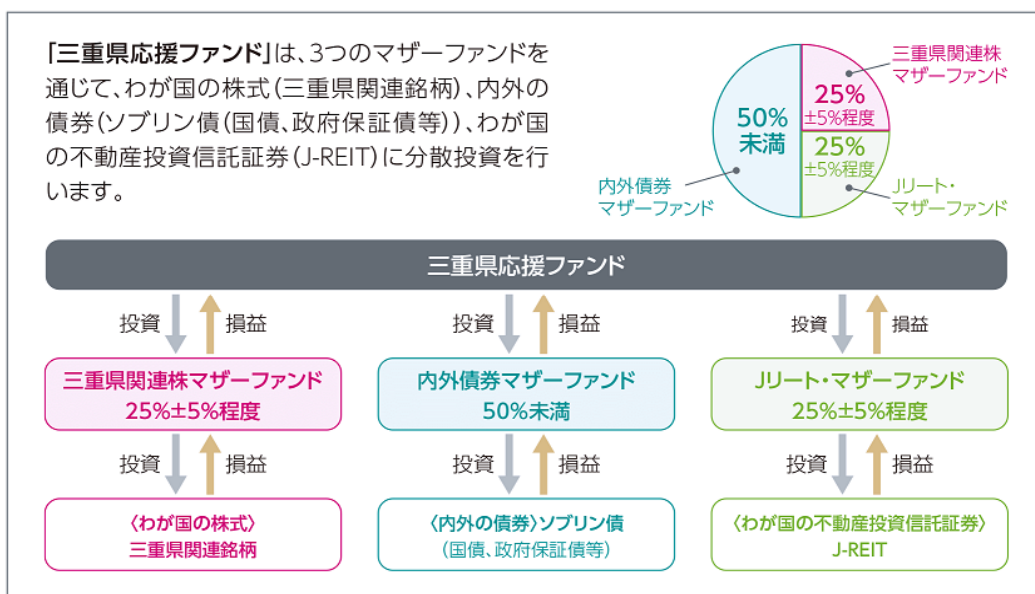 「三重県応援ファンド」は、3つのマザーファンドを
通じて、わが国の株式(三重県関連銘柄)、内外の
債券(ソブリン債(国債、政府保証債等))、わが国
の不動産投資信託証券(J-REIT)に分散投資を行
います。
三重県関連株
マザーファンド
25%
±5%程度
50%
未満
25%
±5%程度
内外債券
マザーファンド
Jリート・
マザーファンド
三重県応援ファンド
投資 損益 投資 損益 投資 損益
三重県関連株マザーファンド
25%±5%程度
内外債券マザーファンド
50%未満
Jリート・マザーファンド
25%±5%程度
投資 損益 投資 損益 投資 損益
〈わが国の株式〉
三重県関連銘柄
〈内外の債券〉ソブリン債
(国債、政府保証債等)
〈わが国の不動産投資信託証券〉
J-REIT